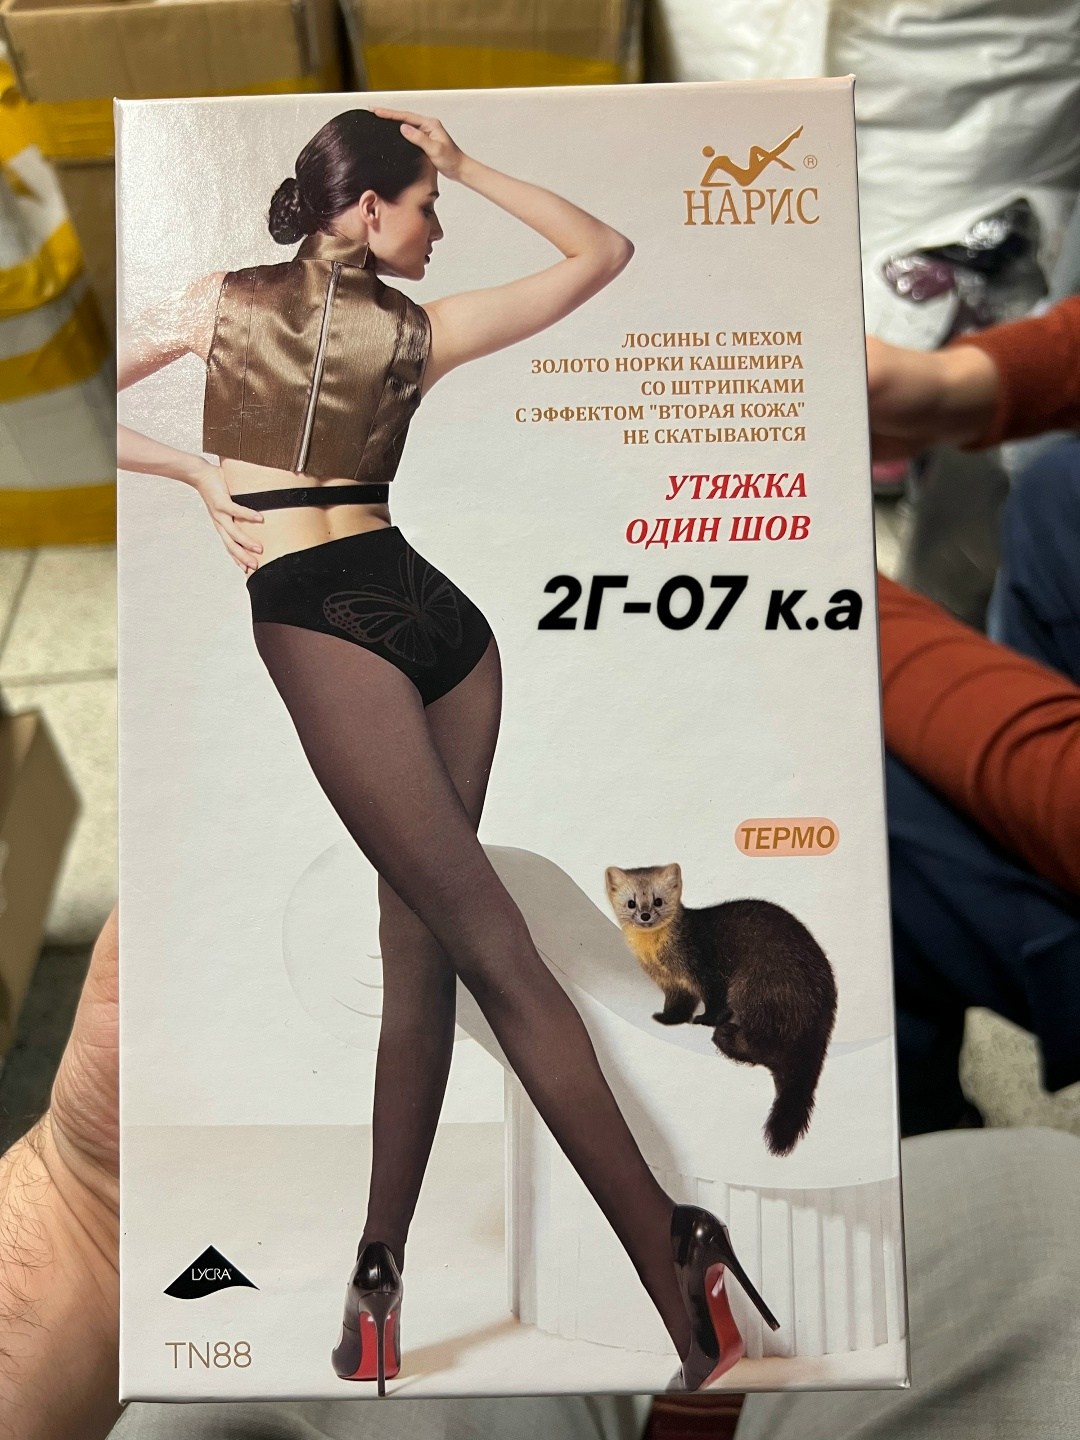 НАРИС
®
ЛОСИНЫ С МЕХОМ
ЗОЛОТО НОРКИ КАШЕМИРА
СО ШТРИПКАМИ
С ЭФФЕКТОМ "ВТОРАЯ КОЖА"
НЕ СКАТЫВАЮТСЯ
УТЯЖКА
ОДИН ШОВ
2Г-07 к.а
ТЕРМО
LYCRA
TN88